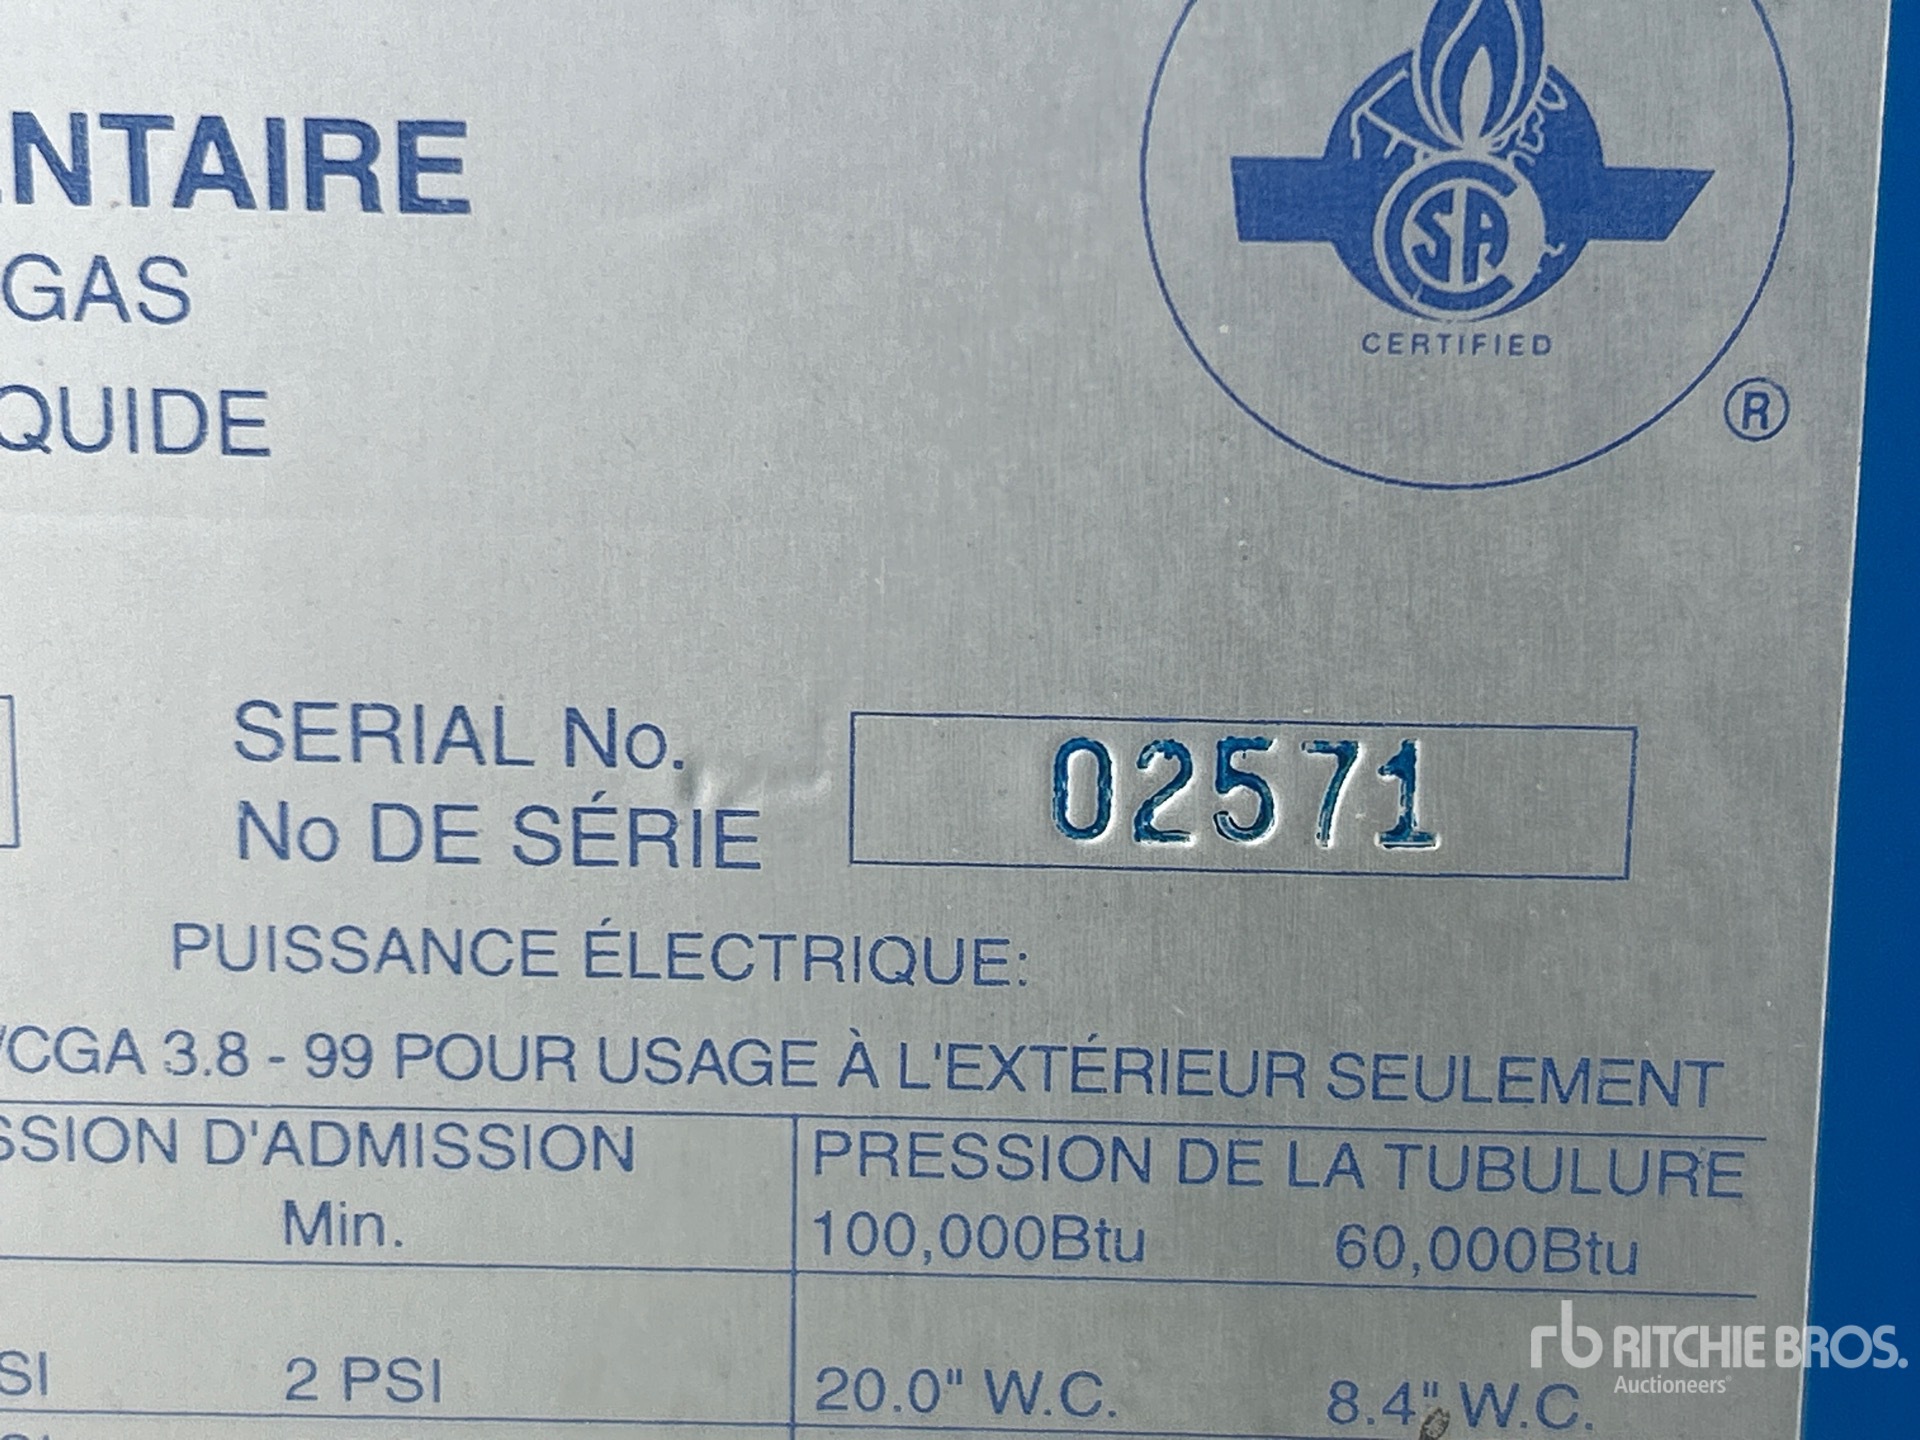 CSA
CERTIFIED
®
NTAIRE
GAS
QUIDE
SERIAL No.
No DE SÉRIE
02571
PUISSANCE ÉLECTRIQUE:
/CGA 3.8 - 99 POUR USAGE À L'EXTÉRIEUR SEULEMENT
SSION D'ADMISSION PRESSION DE LA TUBULURE
Min. 100,000Btu 60,000Btu
SI 2 PSI 20.0" W.C. 8.4" W.C.
rb RITCHIE BROS.
Auctioneers